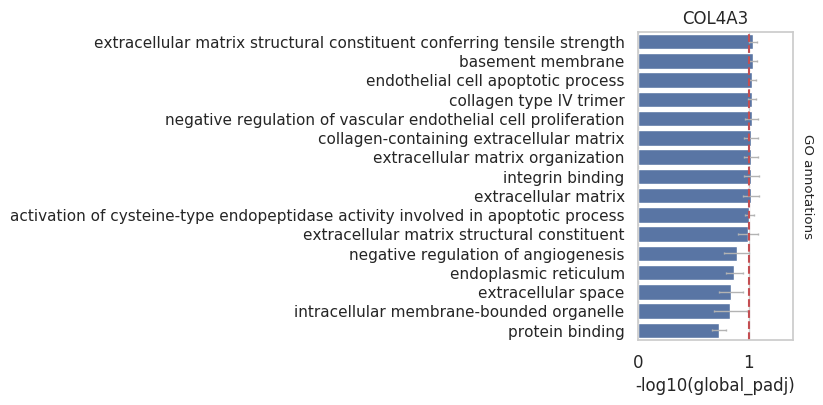 COL4A3
extracellular matrix structural constituent conferring tensile strength
basement membrane
endothelial cell apoptotic process
collagen type IV trimer
negative regulation of vascular endothelial cell proliferation
collagen-containing extracellular matrix
extracellular matrix organization
integrin binding
extracellular matrix
activation of cysteine-type endopeptidase activity involved in apoptotic process
extracellular matrix structural constituent
negative regulation of angiogenesis
endoplasmic reticulum
extracellular space
intracellular membrane-bounded organelle
protein binding
GO annotations
0 1
-log10(global_padj)